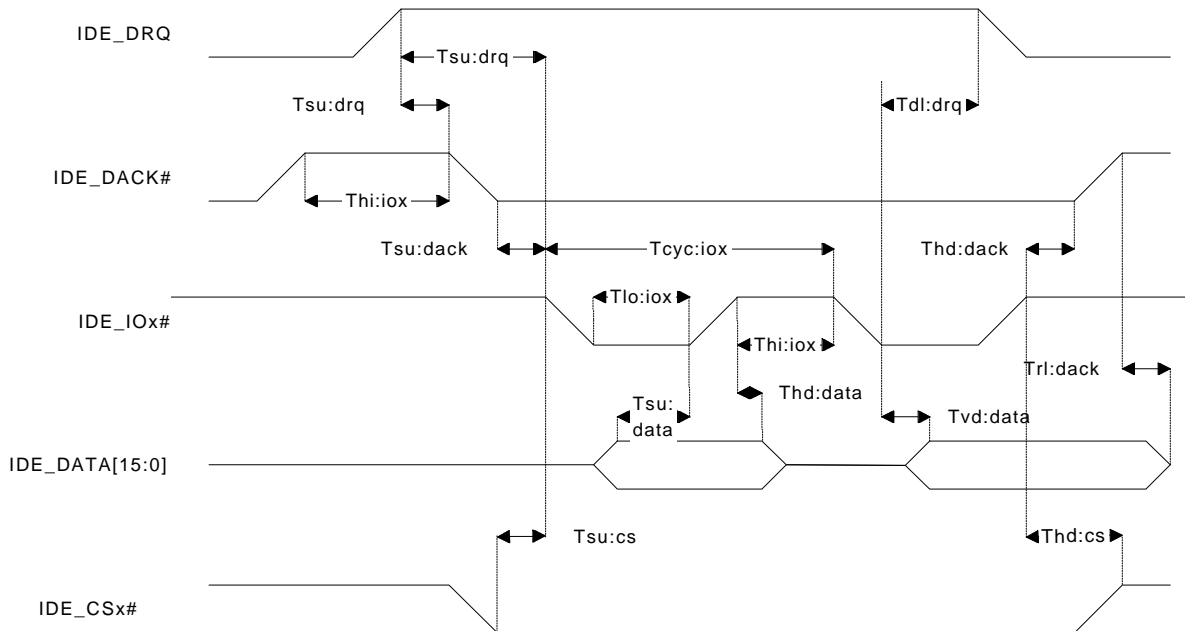 IDE_DRQ
Tsu:drq
Tsu:drq
Tdl:drq
IDE_DACK#
Thi:iox
Tsu:dack
Tcyc:iox
Thd:dack
Tlo:iox
IDE_IOx#
Thi:iox
Trl:dack
Thd:data
Tsu:
data
Tvd:data
IDE_DATA[15:0]
Tsu:cs
Thd:cs
IDE_CSx#